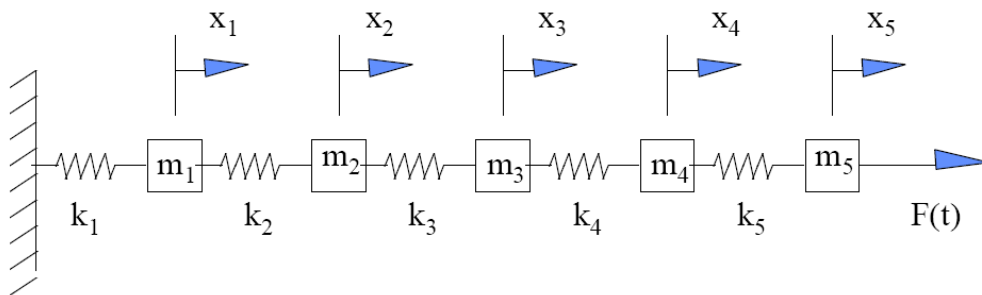 x₁ x₂ x₃ x₄ x₅
m₁ m₂ m₃ m₄ m₅
k₁ k₂ k₃ k₄ k₅ F(t)